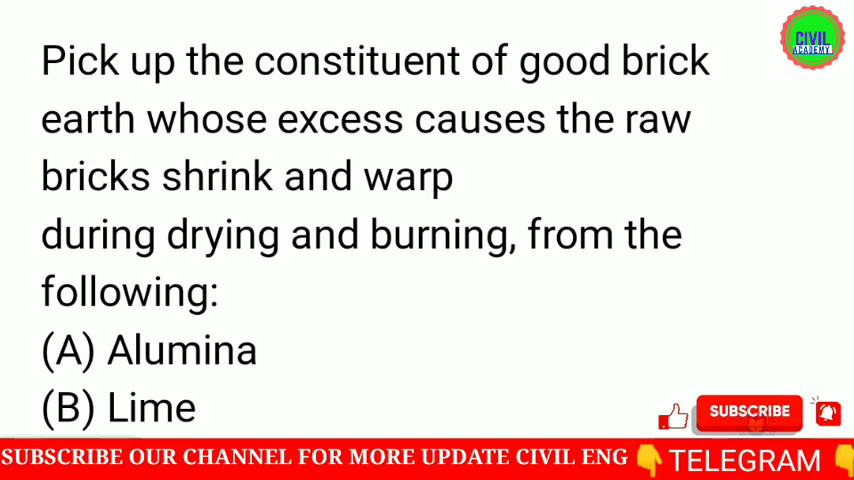 CIVIL
ACADEMY
Pick up the constituent of good brick
earth whose excess causes the raw
bricks shrink and warp
during drying and burning, from the
following:
(A) Alumina
(B) Lime
SUBSCRIBE
SUBSCRIBE OUR CHANNEL FOR MORE UPDATE CIVIL ENG 👇 TELEGRAM 👇